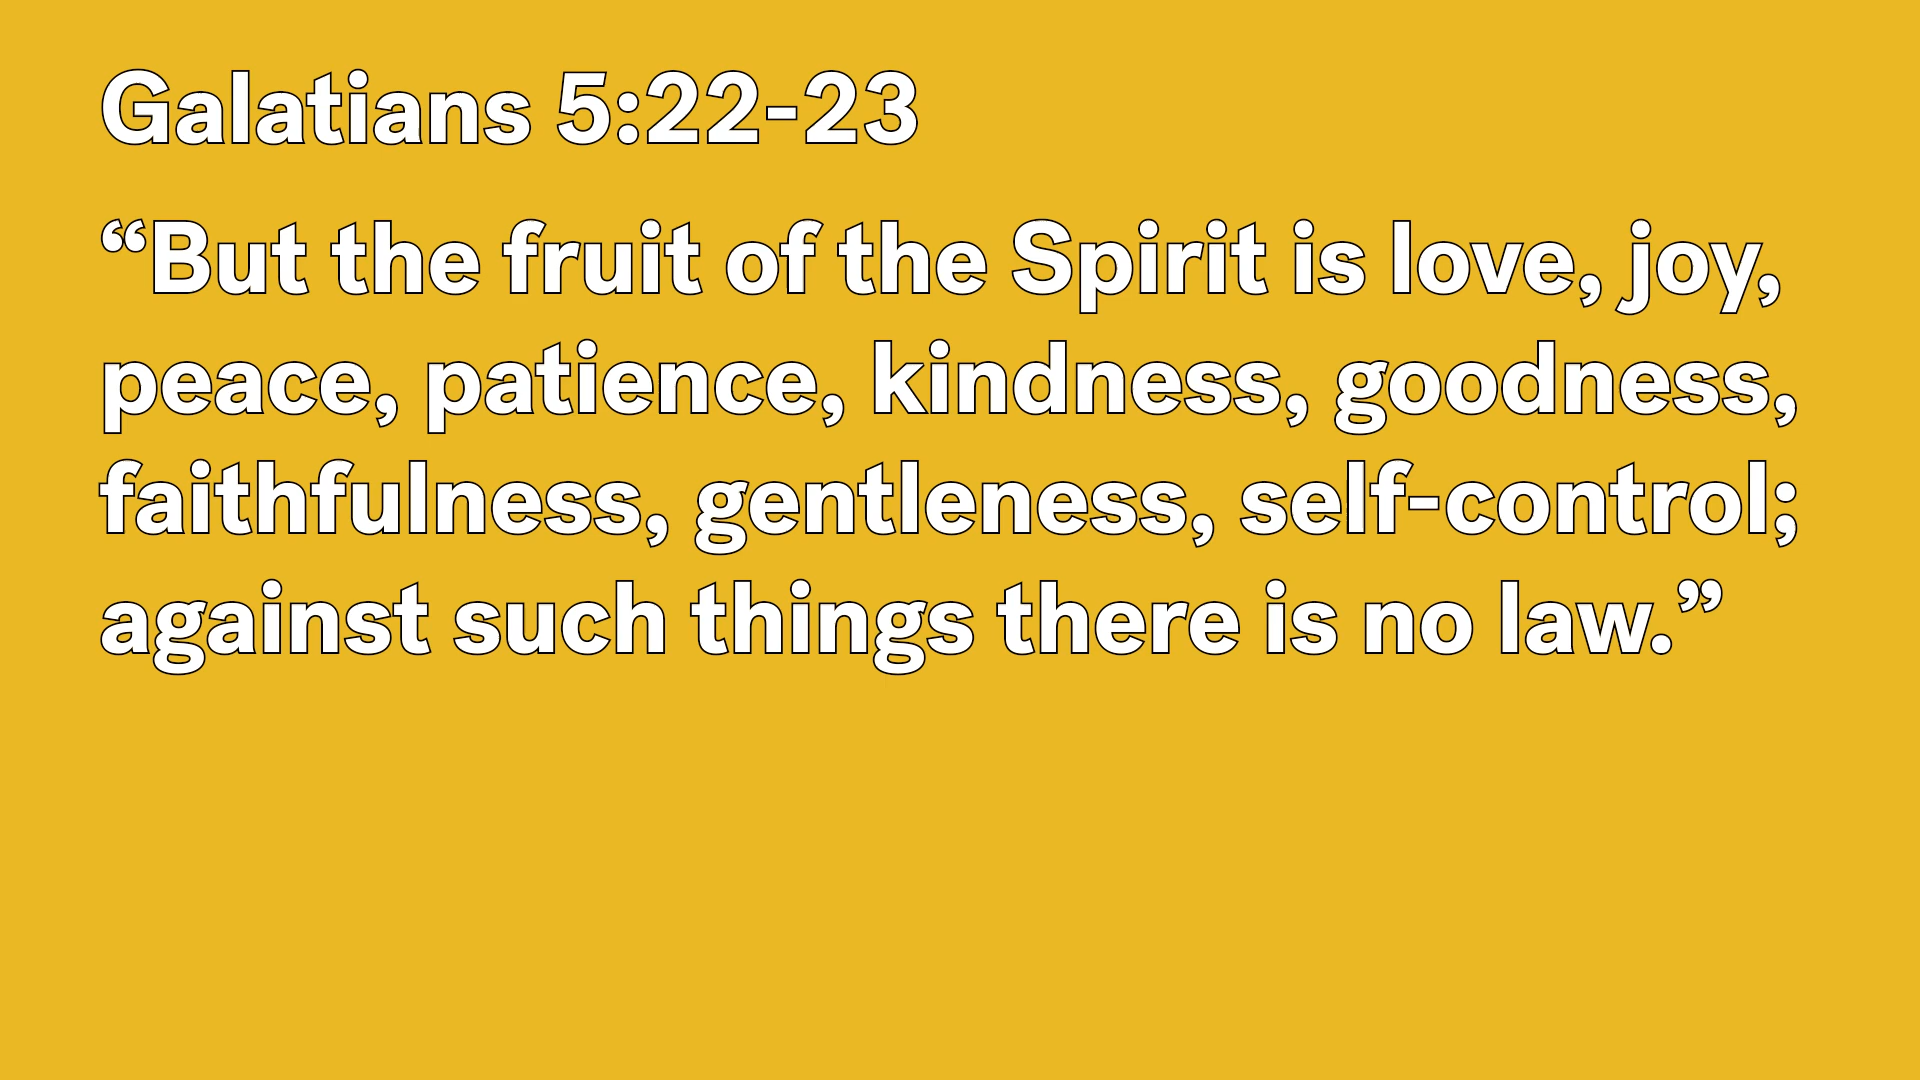 Galatians 5:22-23
“But the fruit of the Spirit is love, joy,
peace, patience, kindness, goodness,
faithfulness, gentleness, self-control;
against such things there is no law.”